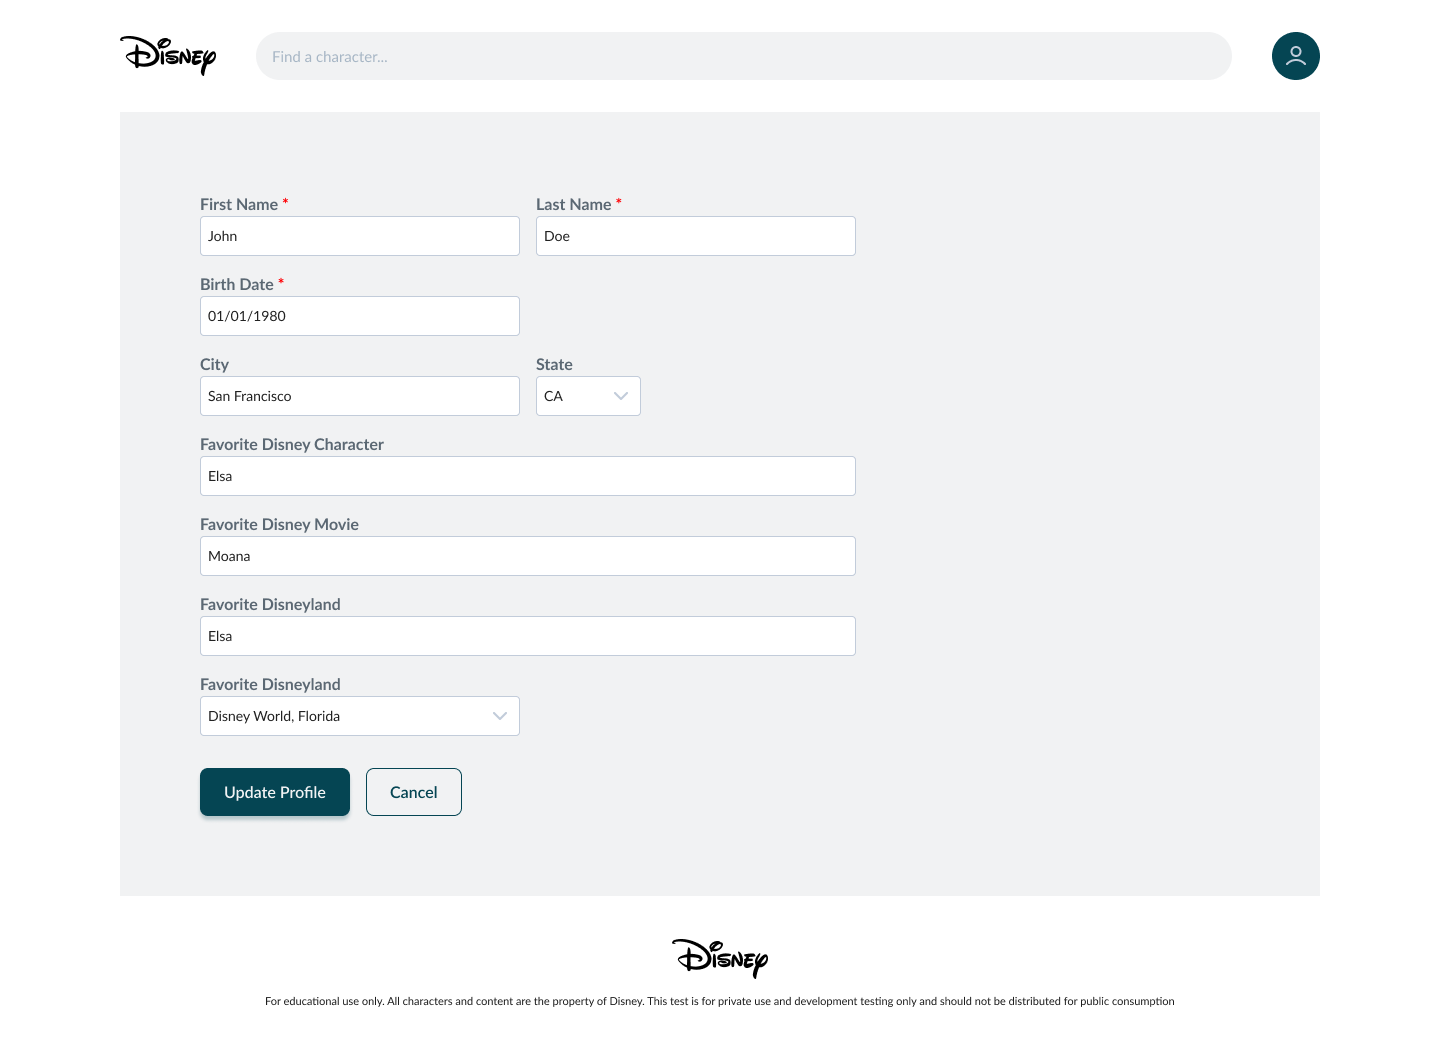 Disney
Find a character...
First Name * Last Name *
John Doe
Birth Date *
01/01/1980
City State
San Francisco CA
Favorite Disney Character
Elsa
Favorite Disney Movie
Moana
Favorite Disneyland
Elsa
Favorite Disneyland
Disney World, Florida
Update Profile Cancel
Disney
For educational use only. All characters and content are the property of Disney. This test is for private use and development testing only and should not be distributed for public consumption